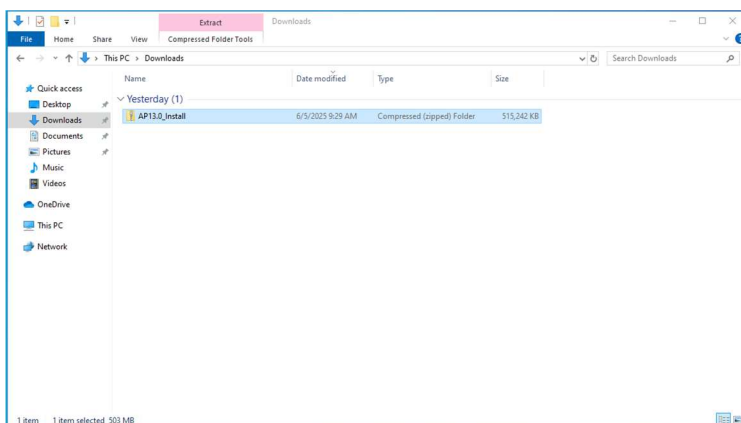 Extract
Downloads
File
Home
Share
View
Compressed Folder Tools
This PC
Downloads
Search Downloads
Name
Date modified
Type
Size
Quick access
Desktop
Downloads
Documents
Pictures
Music
Videos
OneDrive
This PC
Network
Yesterday (1)
AP13.0_Install
6/5/2025 9:29 AM
Compressed (zipped) Folder
515,242 KB
1 item
1 item selected 503 MB